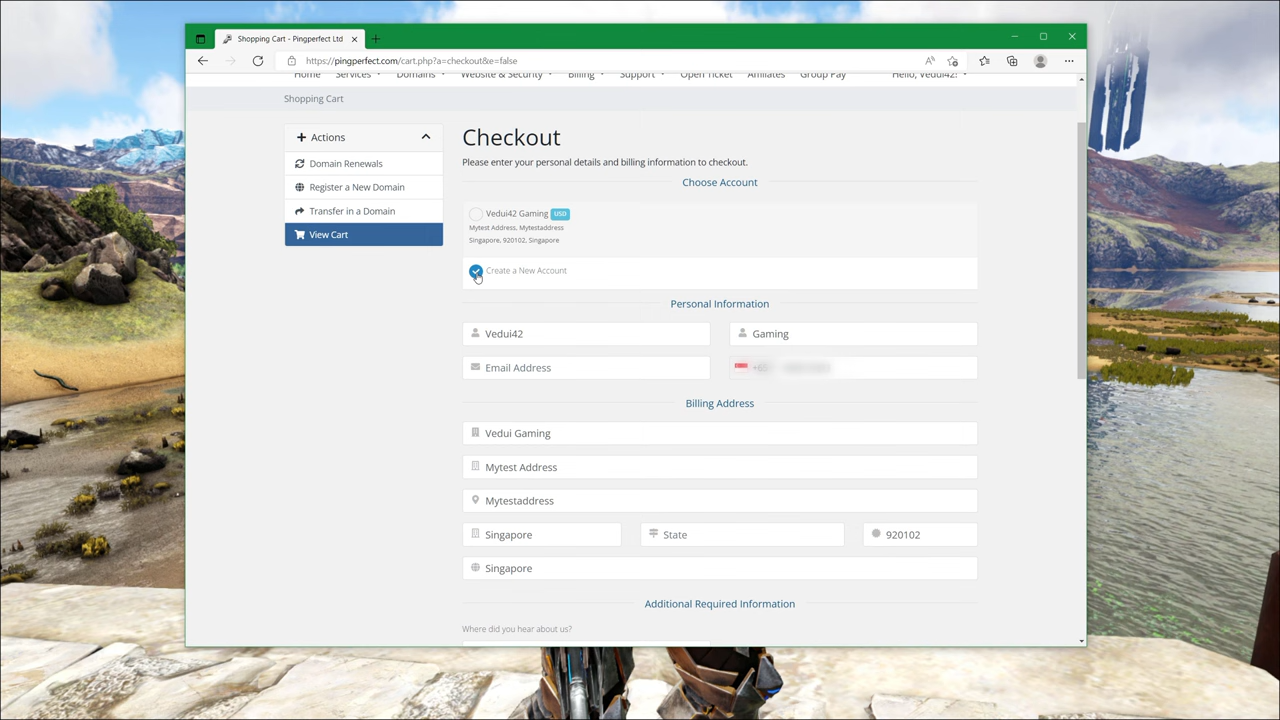 Shopping Cart - Pingperfect Ltd
https://pingperfect.com/cart.php?a=checkout&e=false
Home Services Domains Website & Security Billing Support Open Ticket Affiliates Group Pay Hello, Vedui42!
Shopping Cart
Actions
Domain Renewals
Register a New Domain
Transfer in a Domain
View Cart
Checkout
Please enter your personal details and billing information to checkout.
Choose Account
Vedui42 Gaming USD
Mytest Address, Mytestaddress
Singapore, 920102, Singapore
Create a New Account
Personal Information
Vedui42 Gaming
Email Address +65
Billing Address
Vedui Gaming
Mytest Address
Mytestaddress
Singapore State 920102
Singapore
Additional Required Information
Where did you hear about us?